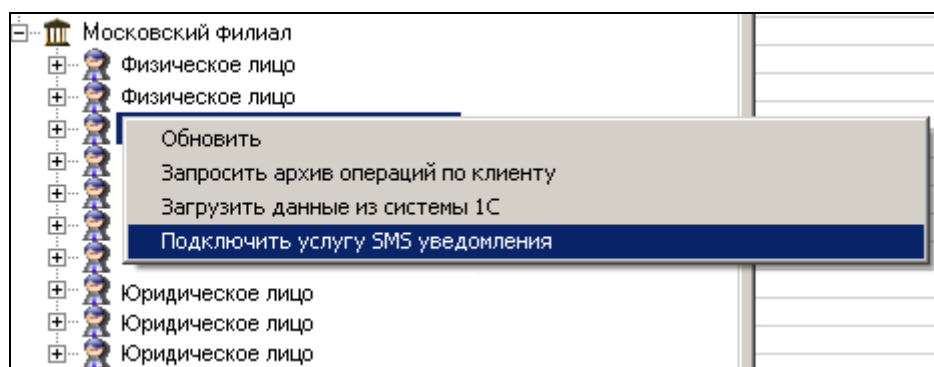 Московский филиал
Физическое лицо
Физическое лицо
Обновить
Запросить архив операций по клиенту
Загрузить данные из системы 1С
Подключить услугу SMS уведомления
Юридическое лицо
Юридическое лицо
Юридическое лицо